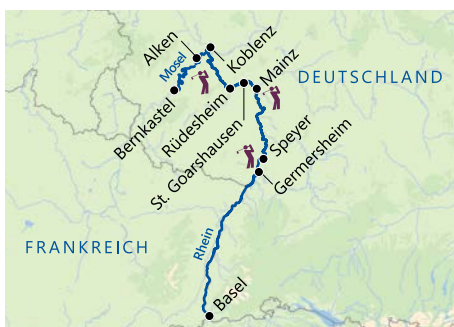 Alken
Koblenz
Mosel
Mainz
DEUTSCHLAND
Bernkastel
Rüdesheim
St. Goarshausen
Speyer
Germersheim
FRANKREICH
Rhein
Basel